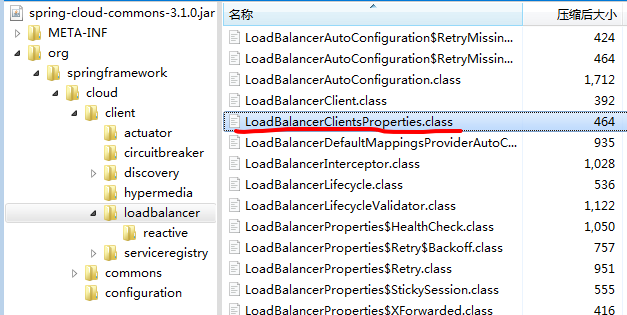 spring-cloud-commons-3.1.0.jar
META-INF
org
springframework
cloud
client
actuator
circuitbreaker
discovery
hypermedia
loadbalancer
reactive
serviceregistry
commons
configuration
名称 压缩后大小
LoadBalancerAutoConfiguration$RetryMissin... 424
LoadBalancerAutoConfiguration$RetryMissin... 464
LoadBalancerAutoConfiguration.class 1,712
LoadBalancerClient.class 392
LoadBalancerClientsProperties.class 464
LoadBalancerDefaultMappingsProviderAutoC... 935
LoadBalancerInterceptor.class 1,028
LoadBalancerLifecycle.class 536
LoadBalancerLifecycleValidator.class 1,122
LoadBalancerProperties$HealthCheck.class 1,050
LoadBalancerProperties$Retry$Backoff.class 757
LoadBalancerProperties$Retry.class 951
LoadBalancerProperties$StickySession.class 555
LoadBalancerProperties$XForwarded.class 416